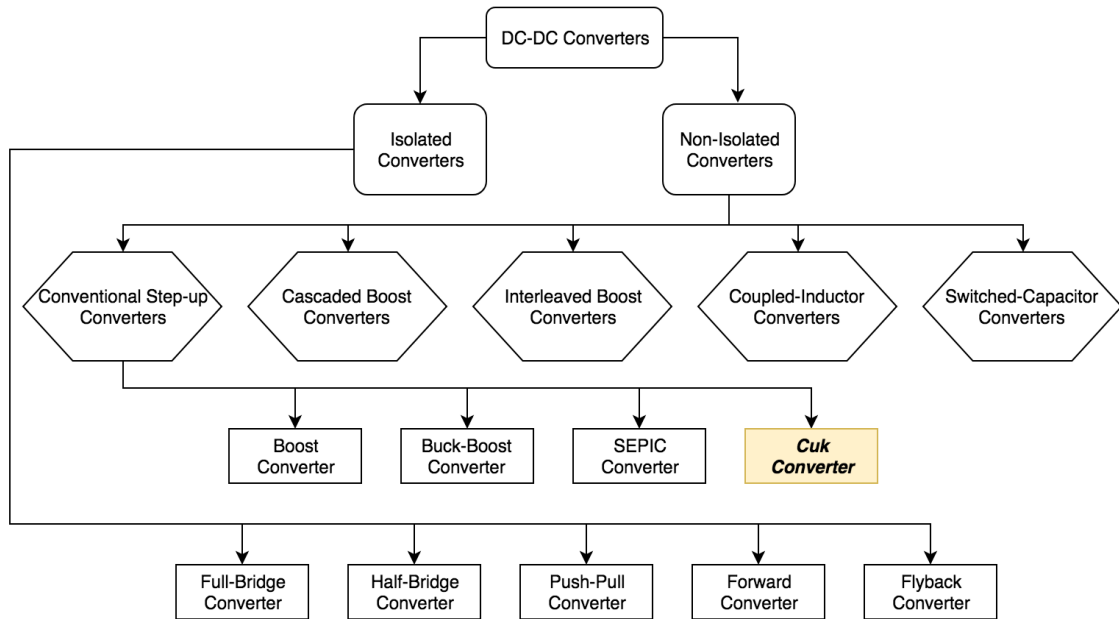 DC-DC Converters
Isolated
Converters
Non-Isolated
Converters
Conventional Step-up
Converters
Cascaded Boost
Converters
Interleaved Boost
Converters
Coupled-Inductor
Converters
Switched-Capacitor
Converters
Boost
Converter
Buck-Boost
Converter
SEPIC
Converter
Cuk
Converter
Full-Bridge
Converter
Half-Bridge
Converter
Push-Pull
Converter
Forward
Converter
Flyback
Converter